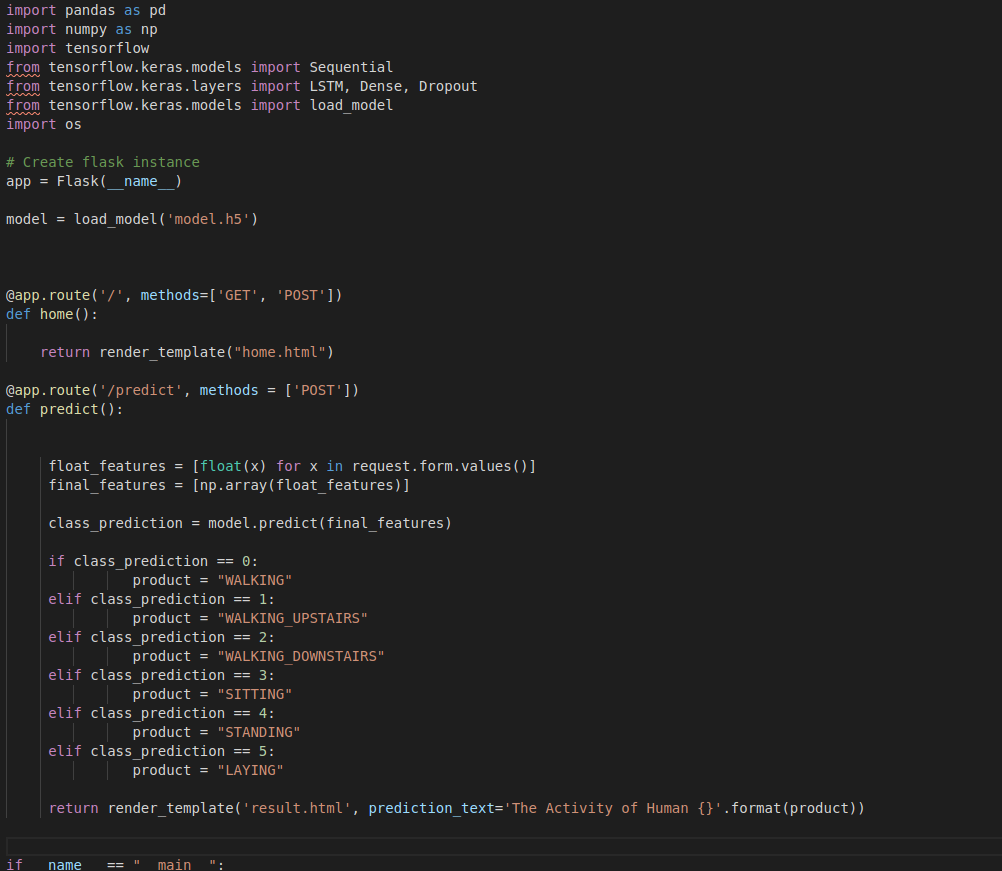 import pandas as pd
import numpy as np
import tensorflow
from tensorflow.keras.models import Sequential
from tensorflow.keras.layers import LSTM, Dense, Dropout
from tensorflow.keras.models import load_model
import os
# Create flask instance
app = Flask(__name__)
model = load_model('model.h5')
@app.route('/', methods=['GET', 'POST'])
def home():
    return render_template("home.html")
@app.route('/predict', methods = ['POST'])
def predict():
     float_features = [float(x) for x in request.form.values()]
     final_features = [np.array(float_features)]
     class_prediction = model.predict(final_features)
     if class_prediction == 0:
               product = "WALKING"
     elif class_prediction == 1:
               product = "WALKING_UPSTAIRS"
     elif class_prediction == 2:
               product = "WALKING_DOWNSTAIRS"
     elif class_prediction == 3:
               product = "SITTING"
     elif class_prediction == 4:
               product = "STANDING"
     elif class_prediction == 5:
               product = "LAYING"
     return render_template('result.html', prediction_text='The Activity of Human {}'.format(product))
if __name__ == "__main__":